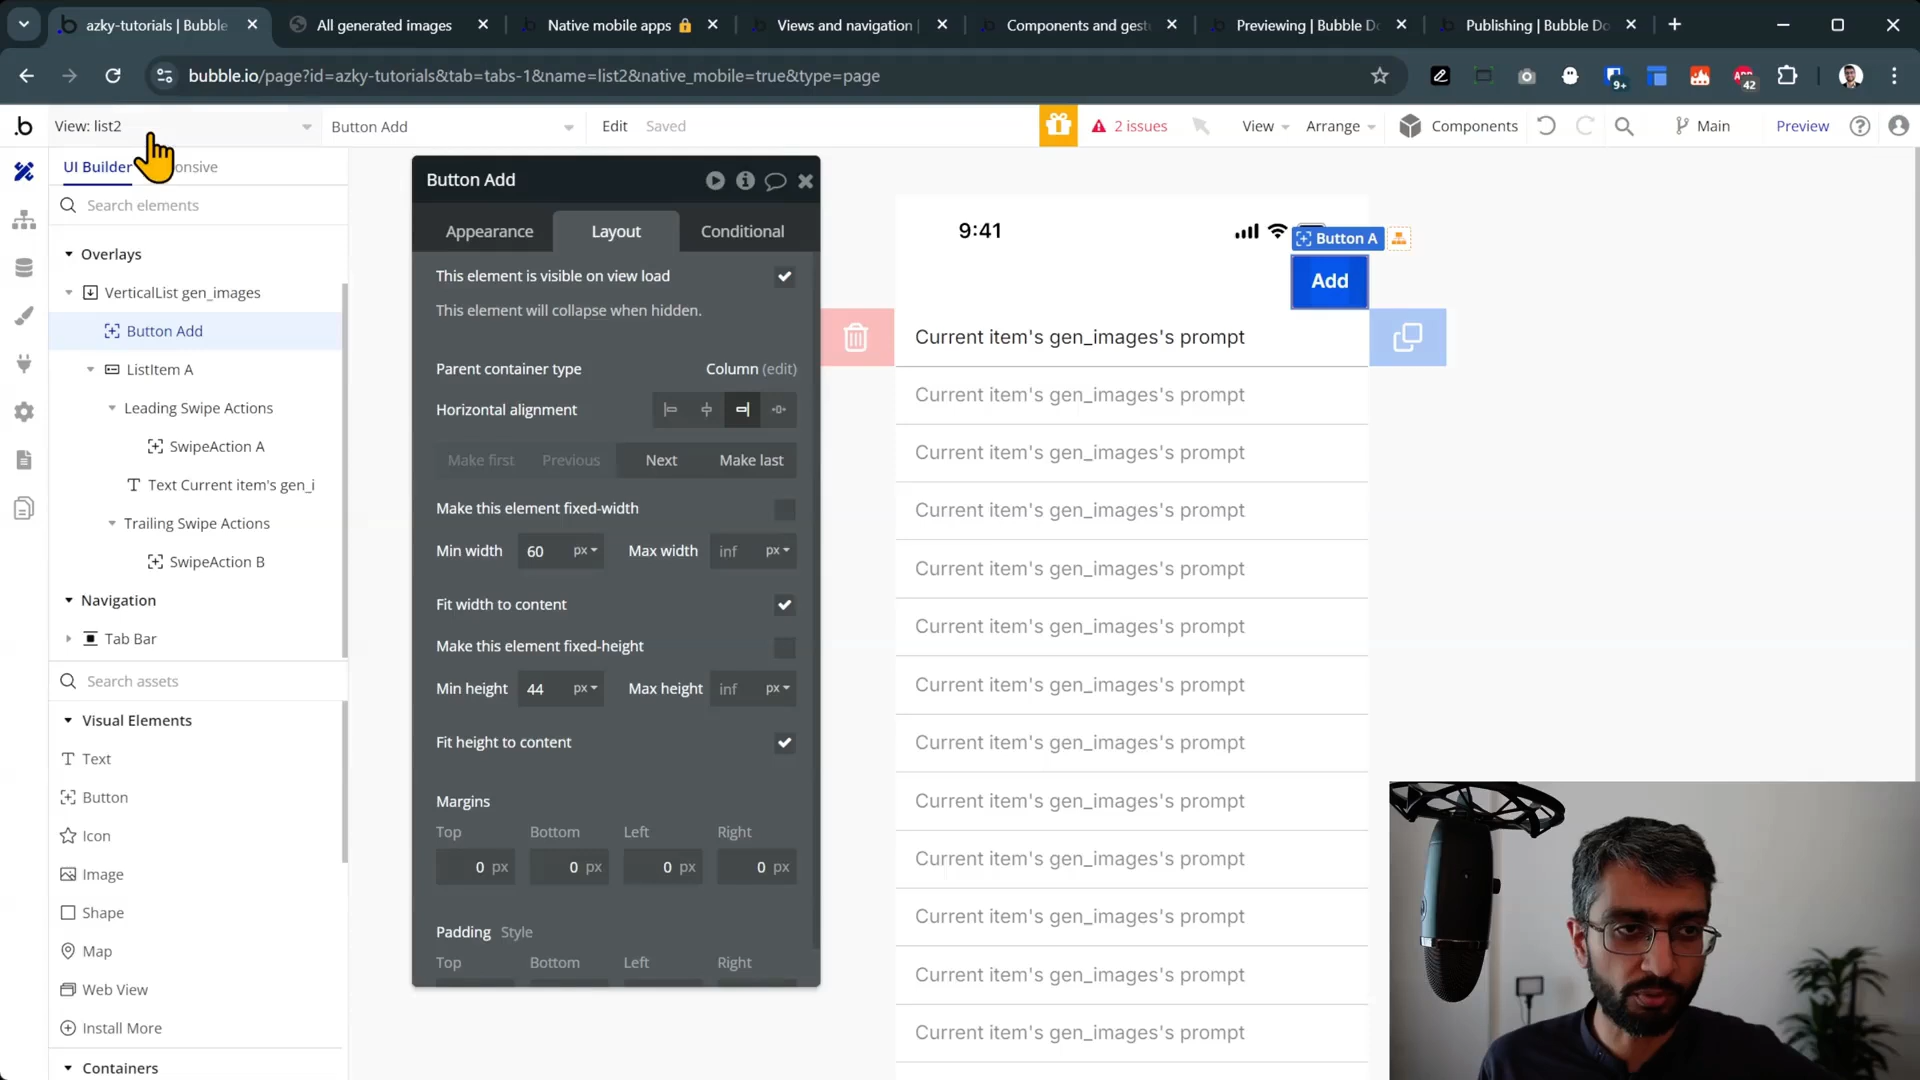 azky-tutorials | Bubble
All generated images
Native mobile apps 🔒
Views and navigation |
Components and gest
Previewing | Bubble Do
Publishing | Bubble Do
bubble.io/page?id=azky-tutorials&tab=tabs-1&name=list2&native_mobile=true&type=page
9+
42
View: list2
Button Add
Edit
Saved
2 issues
View
Arrange
Components
Main
Preview
UI Builder
onsive
Search elements
Overlays
VerticalList gen_images
Button Add
ListItem A
Leading Swipe Actions
SwipeAction A
Text Current item's gen_i
Trailing Swipe Actions
SwipeAction B
Navigation
Tab Bar
Search assets
Visual Elements
Text
Button
Icon
Image
Shape
Map
Web View
Install More
Containers
Button Add
Appearance
Layout
Conditional
This element is visible on view load
This element will collapse when hidden.
Parent container type
Column (edit)
Horizontal alignment
Make first
Previous
Next
Make last
Make this element fixed-width
Min width 60 px
Max width inf px
Fit width to content
Make this element fixed-height
Min height 44 px
Max height inf px
Fit height to content
Margins
Top Bottom Left Right
0 px 0 px 0 px 0 px
Padding Style
Top Bottom Left Right
9:41
Button A
Add
Current item's gen_images's prompt
Current item's gen_images's prompt
Current item's gen_images's prompt
Current item's gen_images's prompt
Current item's gen_images's prompt
Current item's gen_images's prompt
Current item's gen_images's prompt
Current item's gen_images's prompt
Current item's gen_images's prompt
Current item's gen_images's prompt
Current item's gen_images's prompt
Current item's gen_images's prompt
Current item's gen_images's prompt